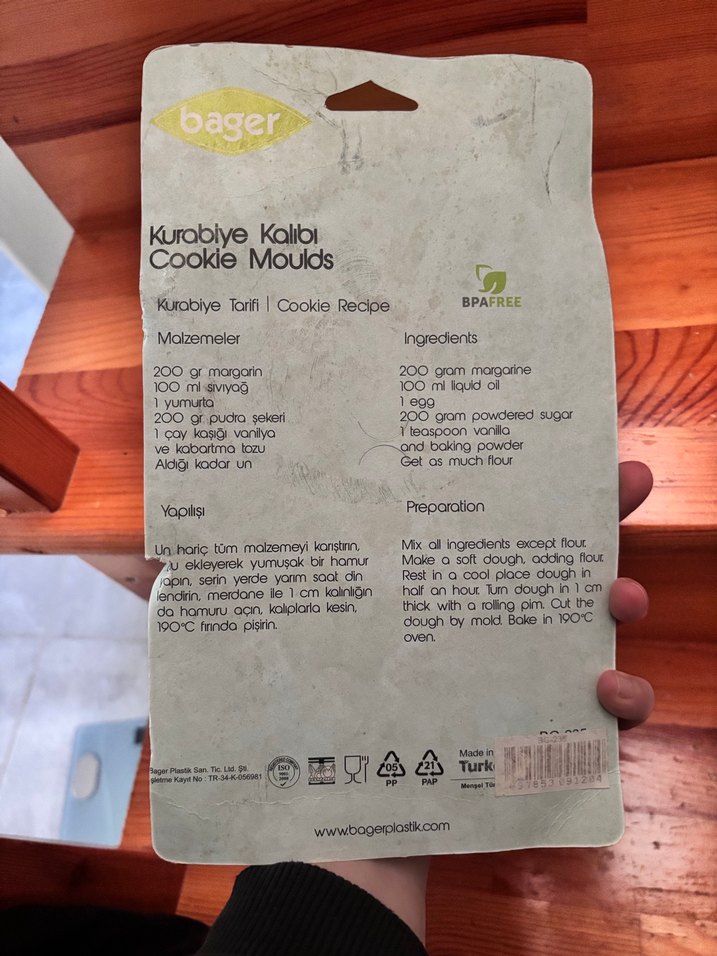 bager
Kurabiye Kalıbı
Cookie Moulds
BPAFREE
Kurabiye Tarifi | Cookie Recipe
Malzemeler
200 gr margarin
100 ml sıvıyağ
1 yumurta
200 gr pudra şekeri
1 çay kaşığı vanilya
ve kabartma tozu
Aldığı kadar un
Ingredients
200 gram margarine
100 ml liquid oil
1 egg
200 gram powdered sugar
1 teaspoon vanilla
and baking powder
Get as much flour
Yapılışı
Un hariç tüm malzemeyi karıştırın,
ekleyerek yumuşak bir hamur
yapın, serin yerde yarım saat din
lendirin, merdane ile 1 cm kalınlığın
da hamuru açın, kalıplarla kesin,
190°C fırında pişirin.
Preparation
Mix all ingredients except flour.
Make a soft dough, adding flour.
Rest in a cool place dough in
half an hour. Turn dough in 1 cm
thick with a rolling pim. Cut the
dough by mold. Bake in 190°C
oven.
Bager Plastik San. Tic. Ltd. Şti.
şletme Kayıt No : TR-34-K-056981
ISO
05
PP
21
PAP
Made in
Turk
Menşei Tür
www.bagerplastik.com